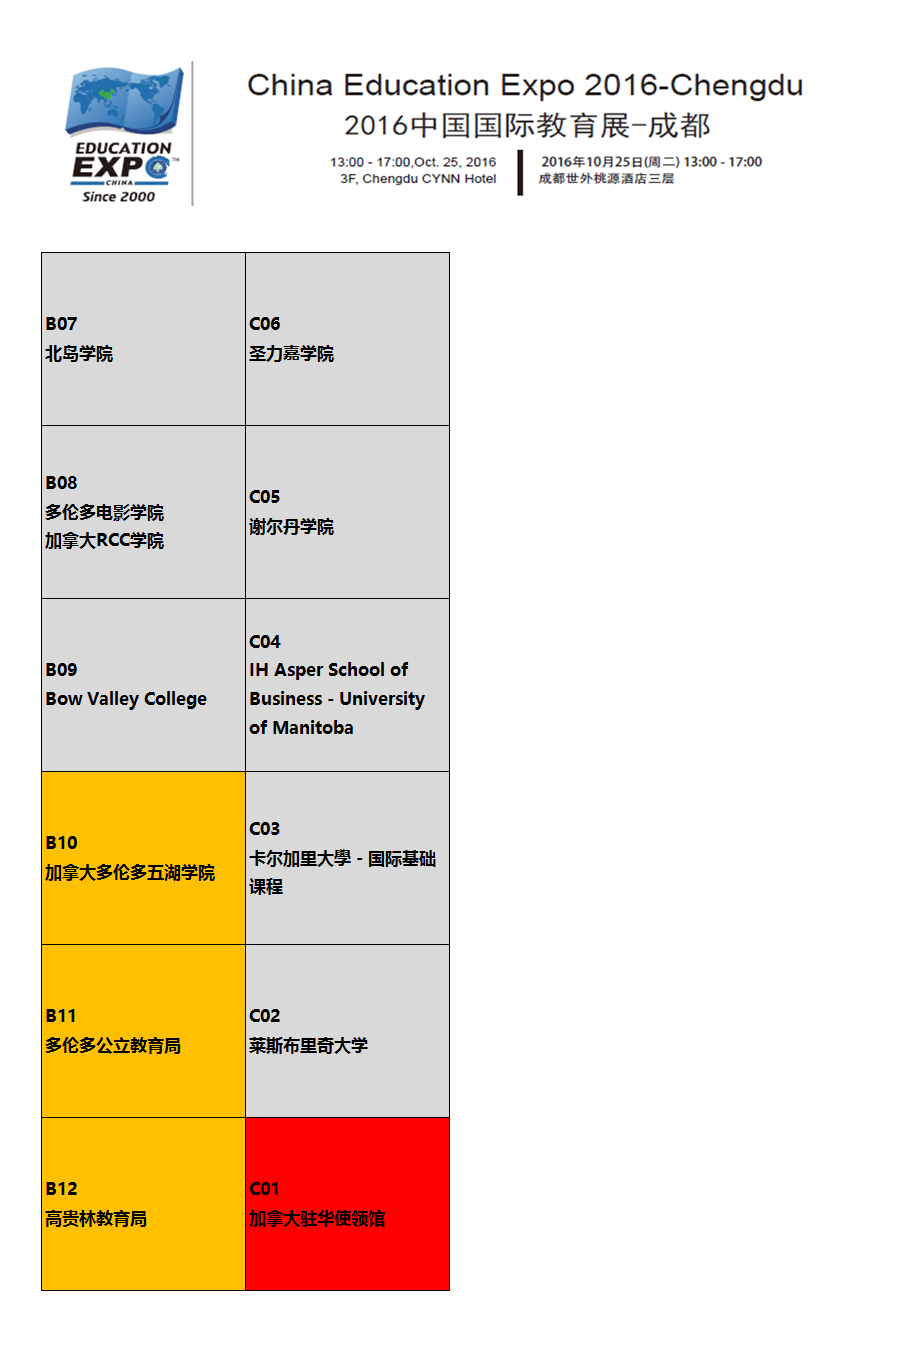 EDUCATION
EXPO™
CHINA
Since 2000
China Education Expo 2016-Chengdu
2016中国国际教育展-成都
13:00 - 17:00,Oct. 25, 2016
3F, Chengdu CYNN Hotel
2016年10月25日(周二) 13:00 - 17:00
成都世外桃源酒店三层
B07
北岛学院
C06
圣力嘉学院
B08
多伦多电影学院
加拿大RCC学院
C05
谢尔丹学院
B09
Bow Valley College
C04
IH Asper School of
Business - University
of Manitoba
B10
加拿大多伦多五湖学院
C03
卡尔加里大學 - 国际基础
课程
B11
多伦多公立教育局
C02
莱斯布里奇大学
B12
高贵林教育局
C01
加拿大驻华使领馆